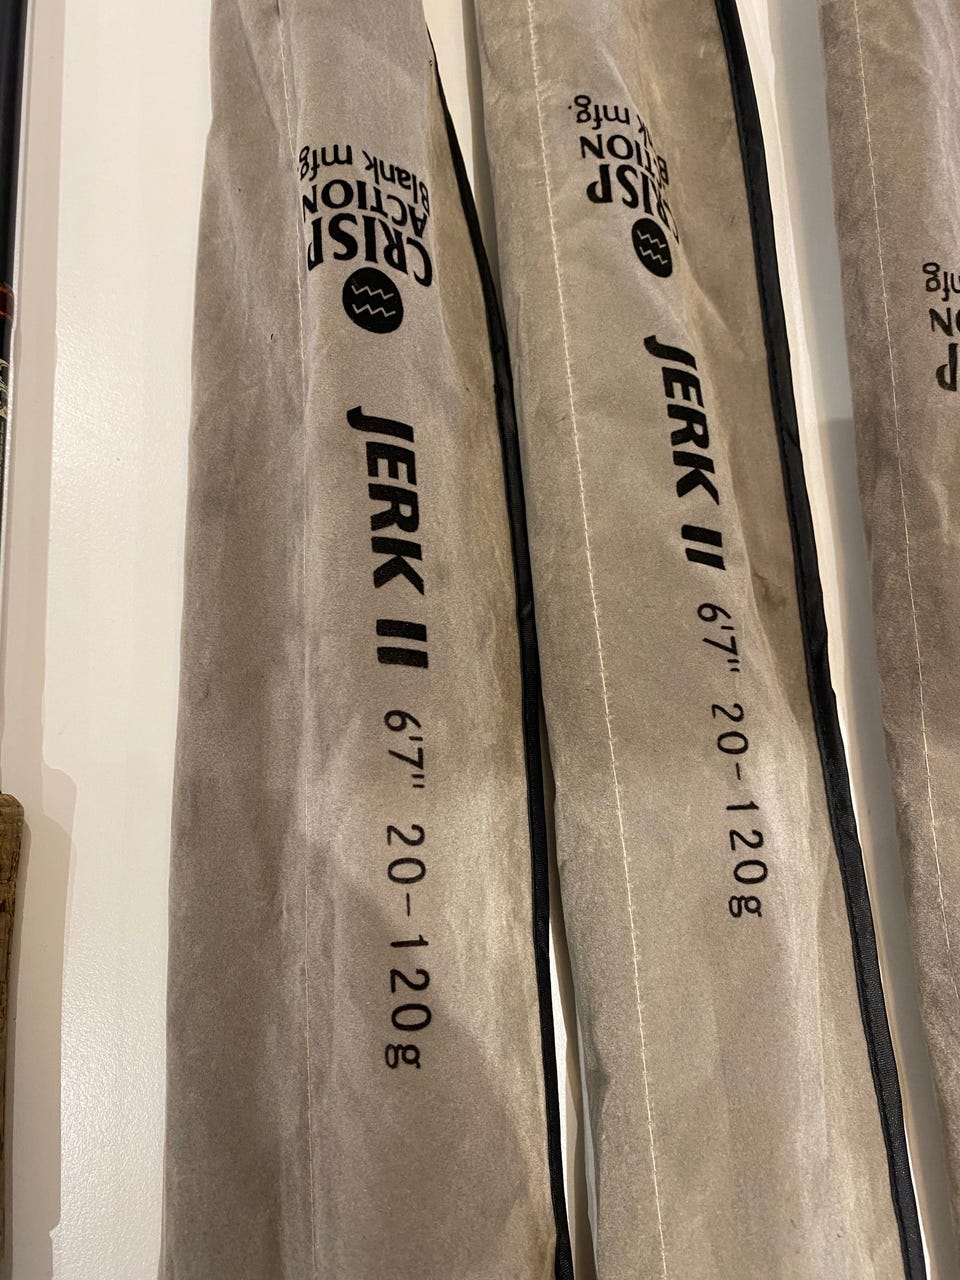 CRISP
ACTION
Blank mfg.
JERK II 6'7" 20-120g
CRISP
ACTION
Blank mfg.
JERK II 6'7" 20-120g